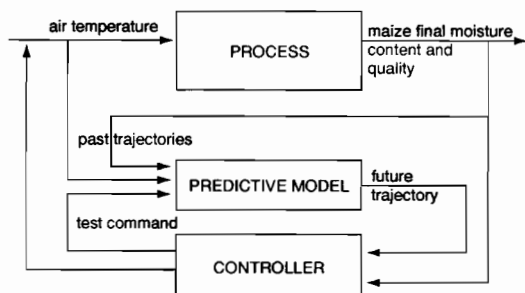 air temperature
PROCESS
maize final moisture
content and
quality
past trajectories
PREDICTIVE MODEL
future
trajectory
test command
CONTROLLER